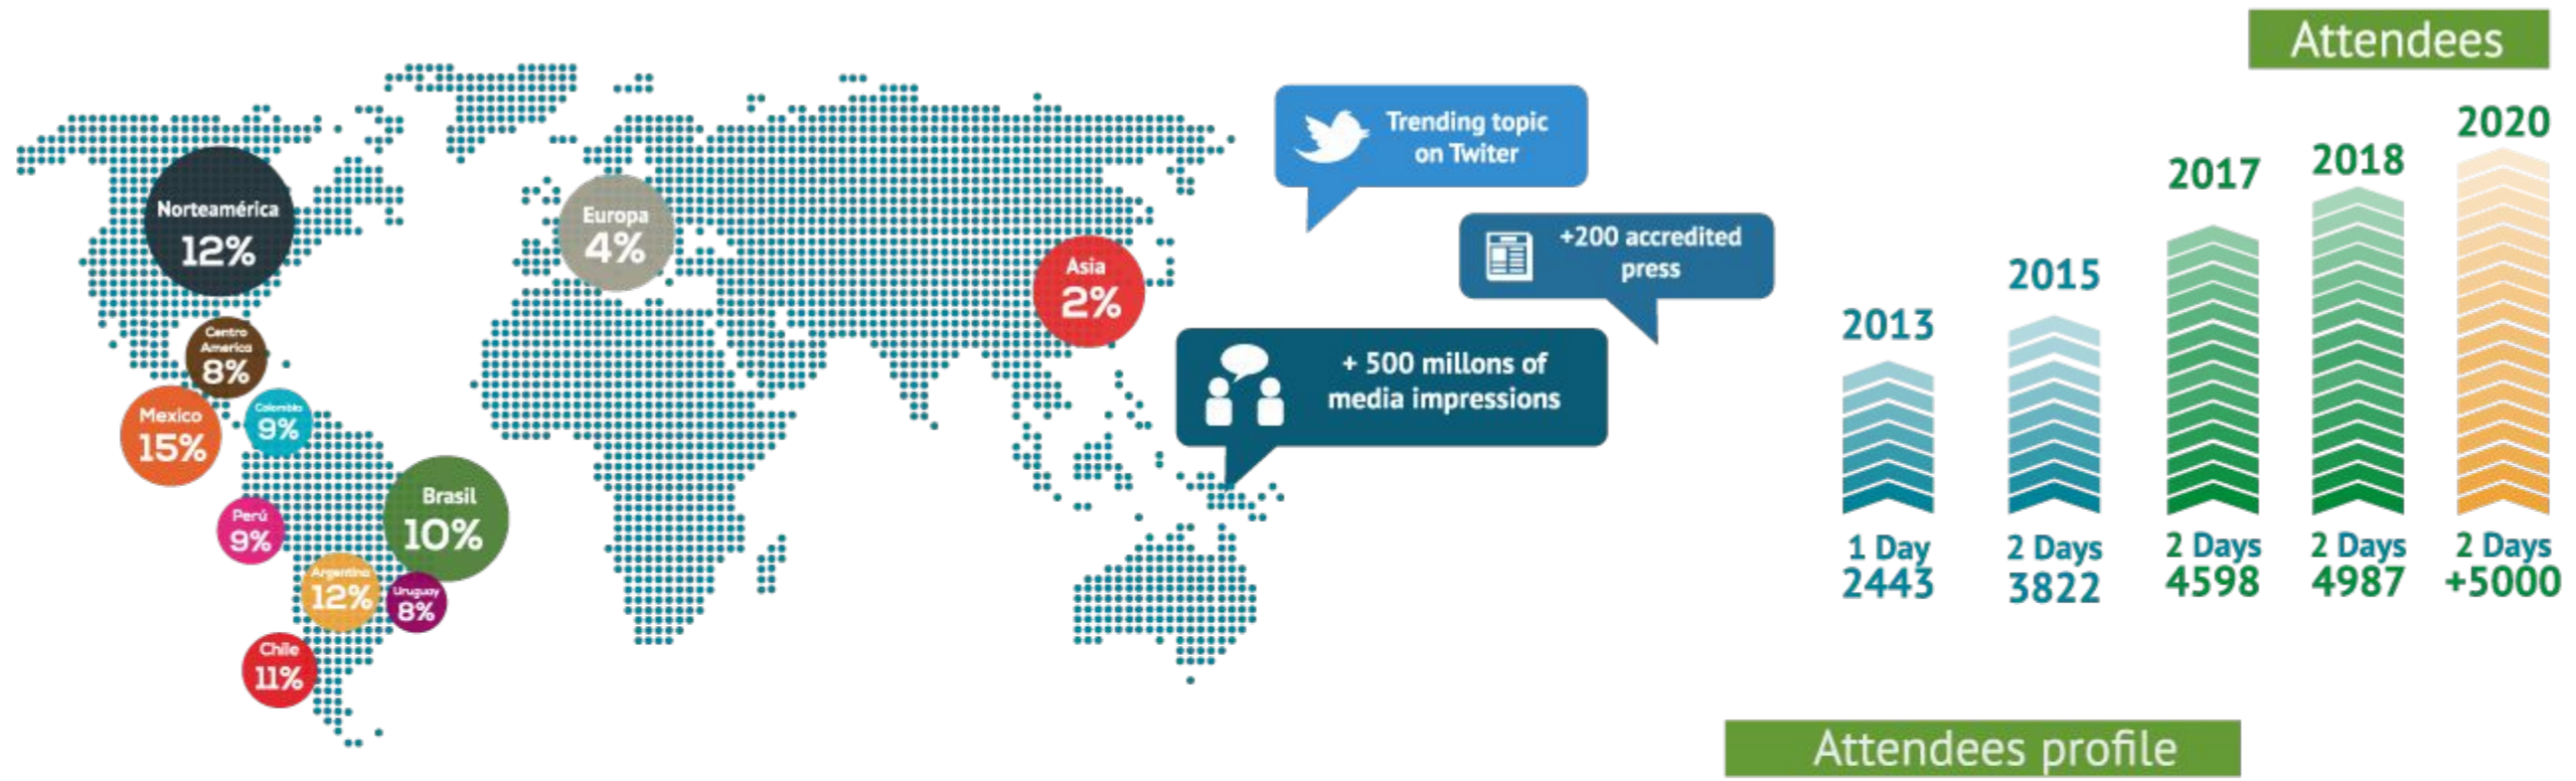 Norteamérica
12%
Centro
America
8%
Mexico
15%
Colombia
9%
Perú
9%
Brasil
10%
Argentina
12%
Uruguay
8%
Chile
11%
Europa
4%
Asia
2%
Trending topic
on Twiter
+200 accredited
press
+ 500 millons of
media impressions
Attendees
2013
2015
2017
2018
2020
1 Day
2443
2 Days
3822
2 Days
4598
2 Days
4987
2 Days
+5000
Attendees profile